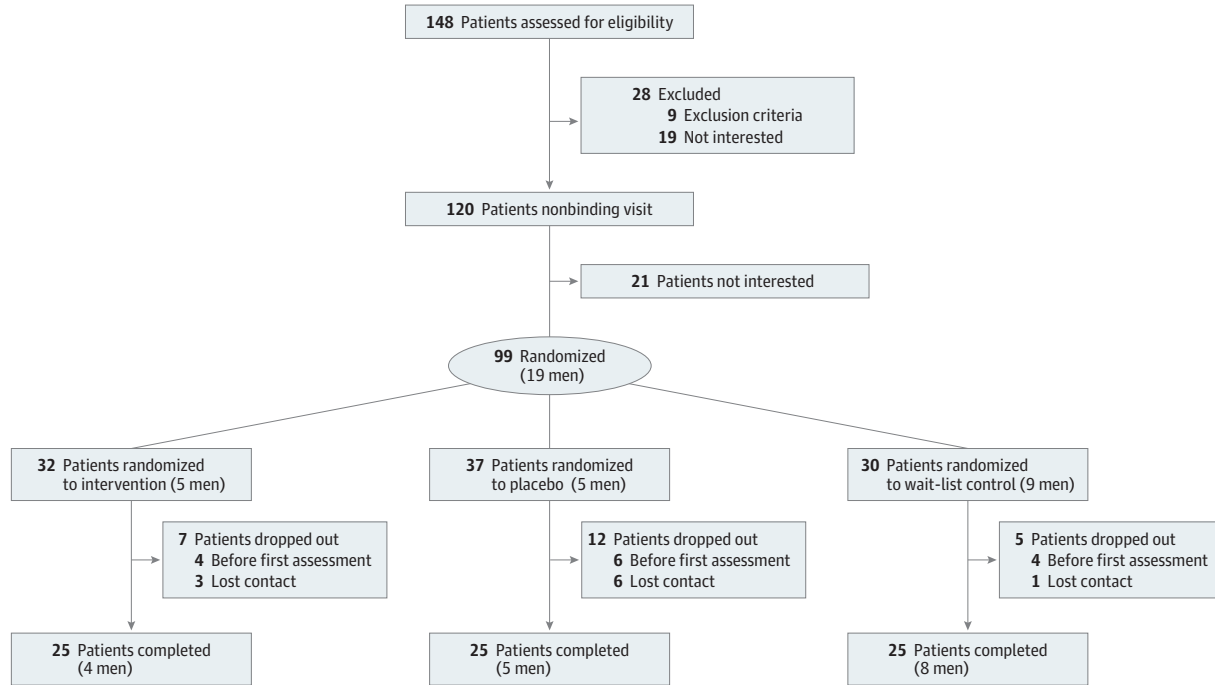 148 Patients assessed for eligibility
28 Excluded
9 Exclusion criteria
19 Not interested
120 Patients nonbinding visit
21 Patients not interested
99 Randomized
(19 men)
32 Patients randomized
to intervention (5 men)
37 Patients randomized
to placebo (5 men)
30 Patients randomized
to wait-list control (9 men)
7 Patients dropped out
4 Before first assessment
3 Lost contact
12 Patients dropped out
6 Before first assessment
6 Lost contact
5 Patients dropped out
4 Before first assessment
1 Lost contact
25 Patients completed
(4 men)
25 Patients completed
(5 men)
25 Patients completed
(8 men)